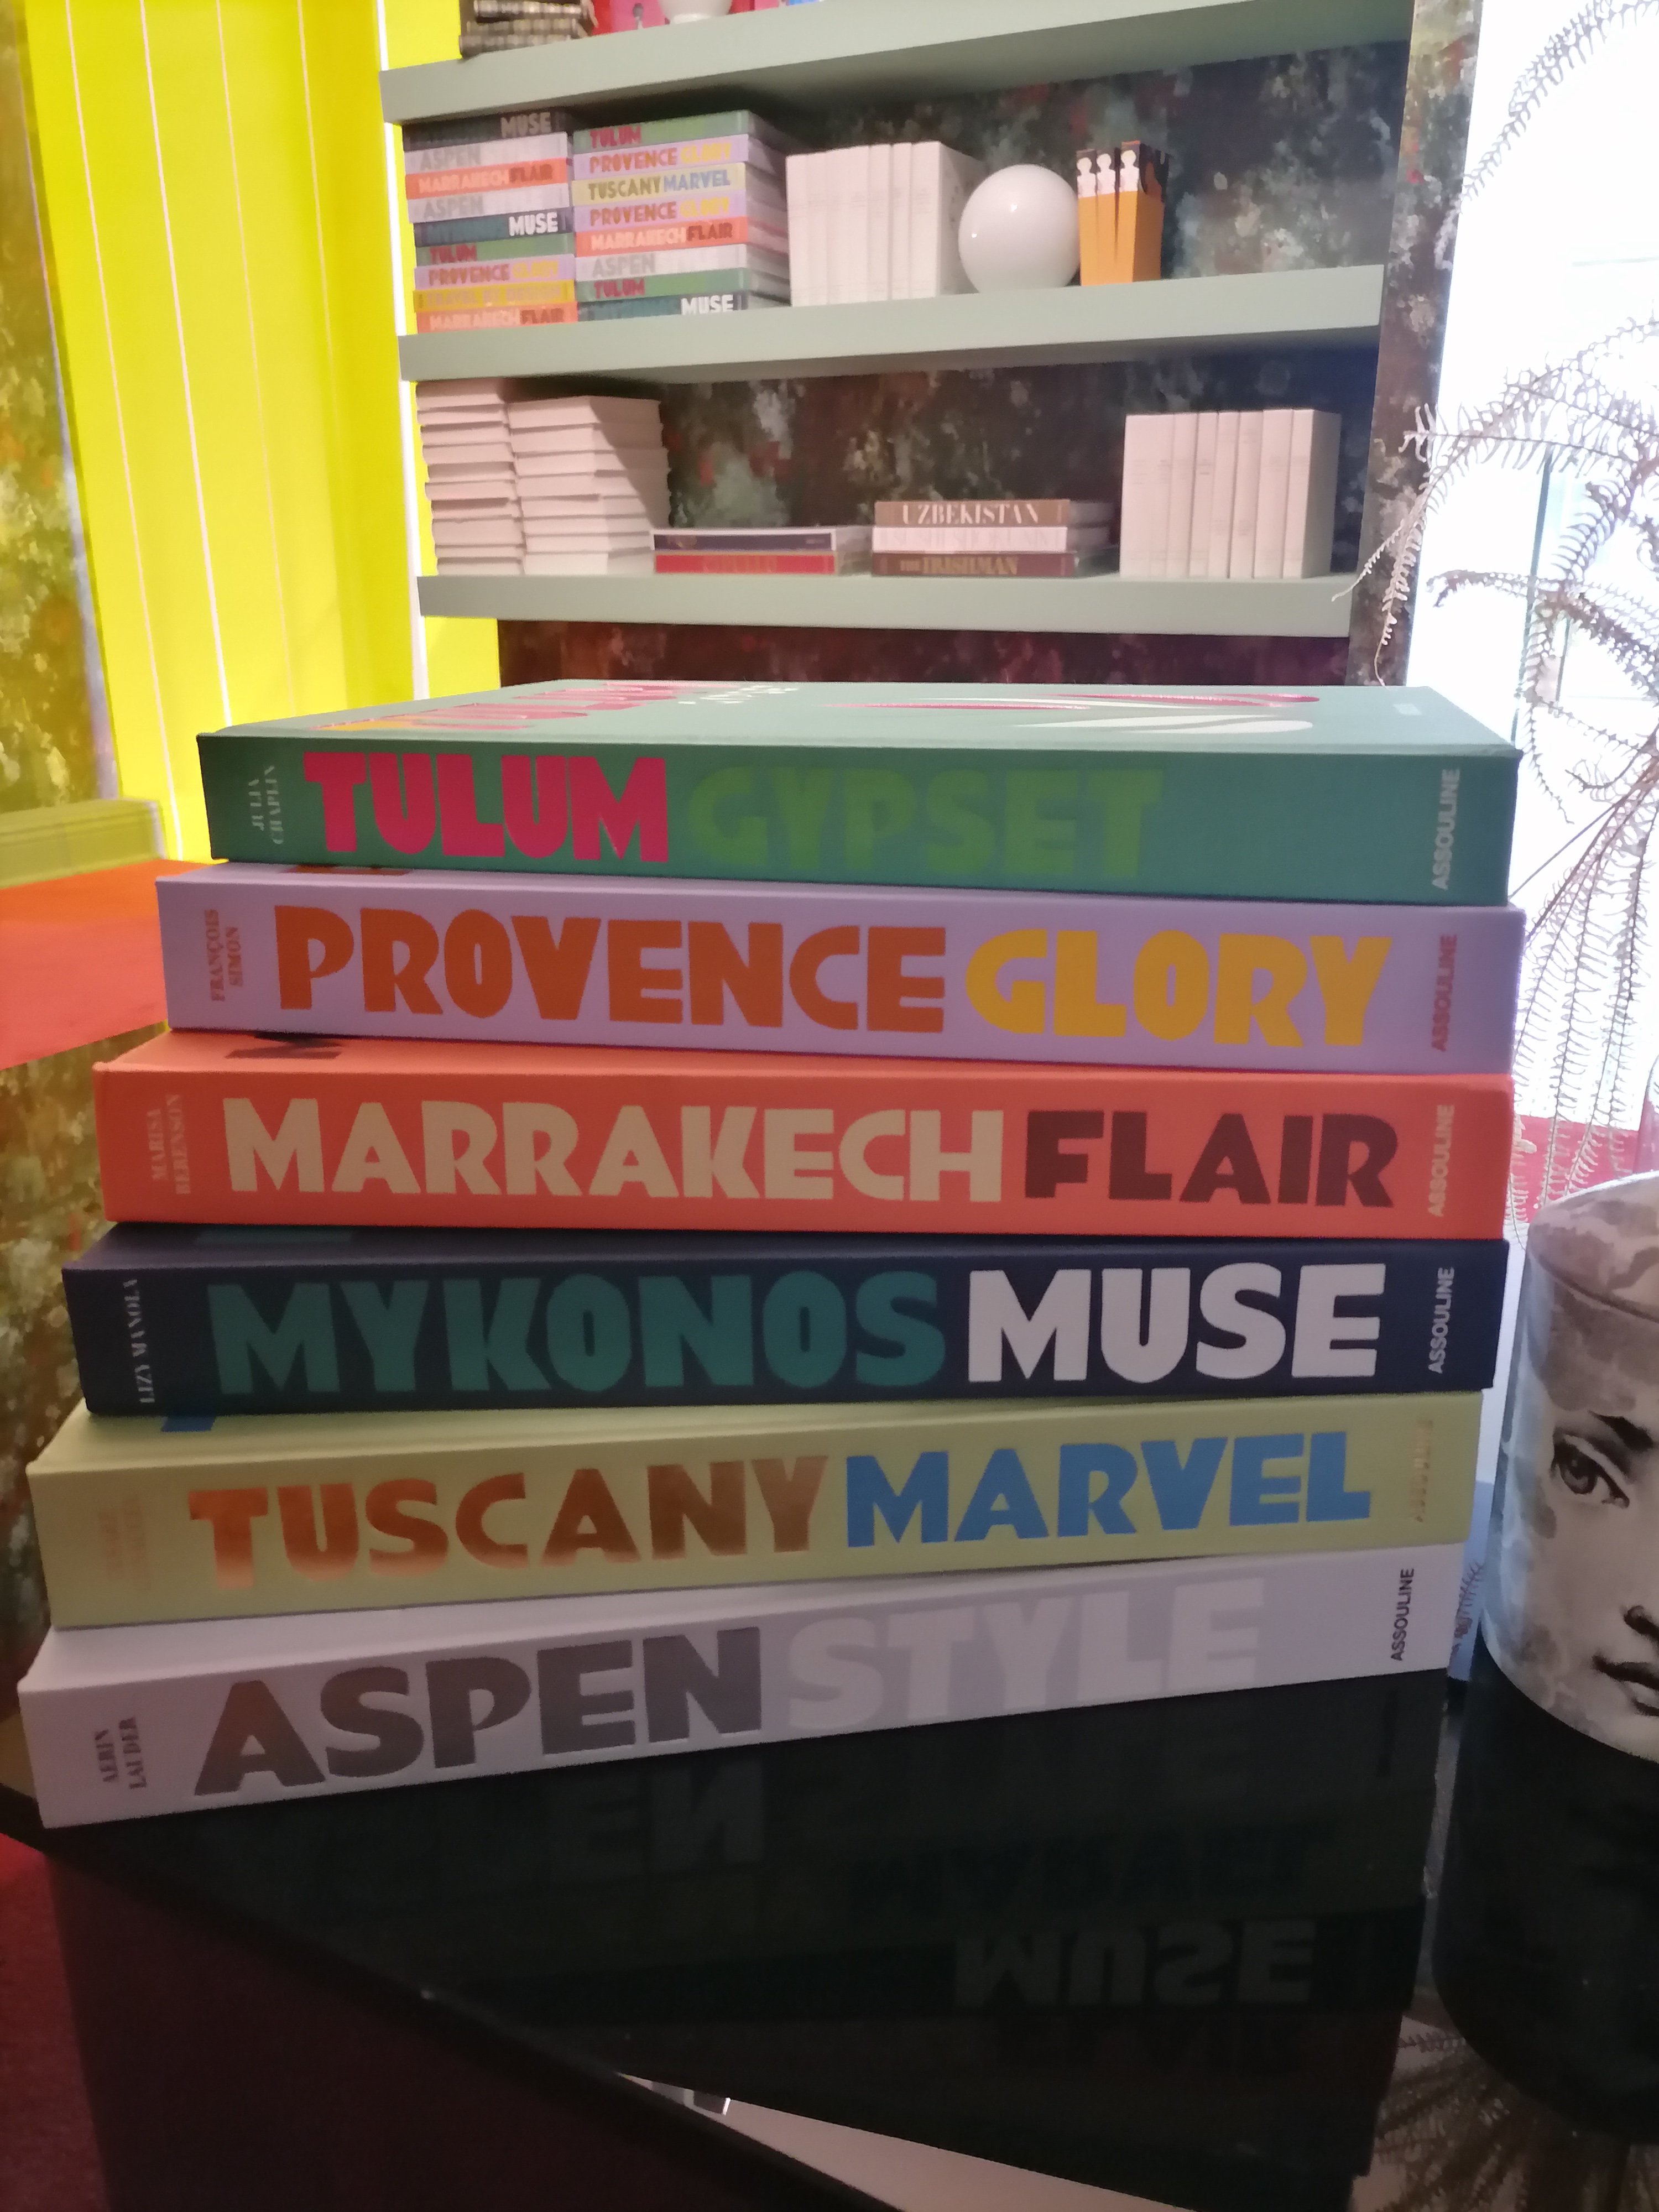 MUSE
ASPEN
MARRAKECH FLAIR
ASPEN
MUSE
TULUM
PROVENCE GLORY
MARRAKECH FLAIR
TULUM
PROVENCE GLORY
TUSCANY MARVEL
PROVENCE GLORY
MARRAKECH FLAIR
ASPEN
TULUM
MUSE
UZBEKISTAN
THE IRISHMAN
JULIA CHAPLIN TULUM GYPSET ASSOULINE
FRANÇOIS SIMON PROVENCE GLORY ASSOULINE
MARISA BERENSON MARRAKECH FLAIR ASSOULINE
LIZY MANOLA MYKONOS MUSE ASSOULINE
TUSCANY MARVEL ASSOULINE
AERIN LAUDER ASPEN STYLE ASSOULINE